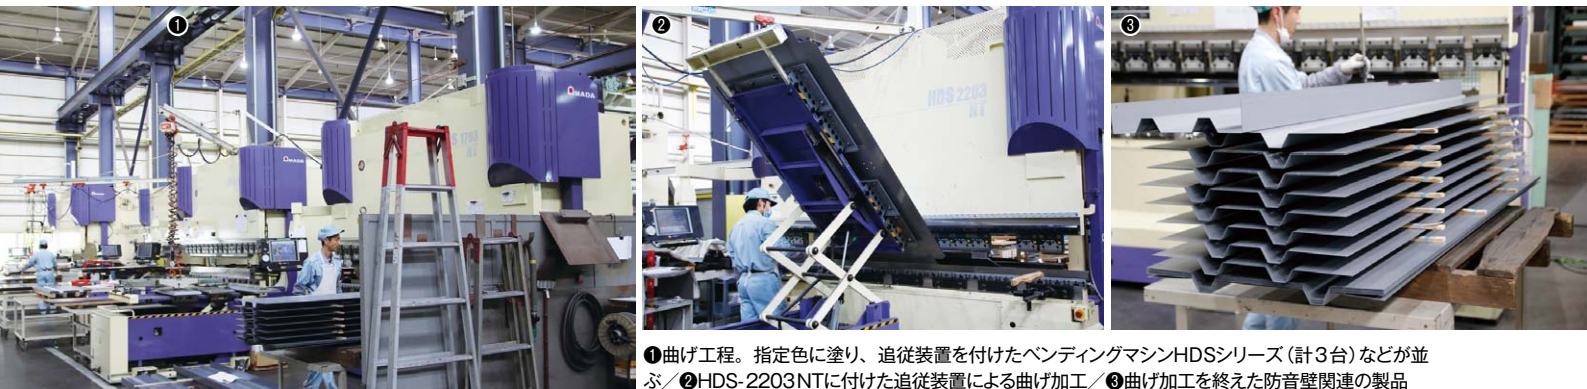 ❶
AMADA
S 1703
NT
AMADA
AMADA
❷
HDS 2203
NT
❸
❶曲げ工程。指定色に塗り、追従装置を付けたベンディングマシンHDSシリーズ（計3台）などが並
ぶ／❷HDS-2203NTに付けた追従装置による曲げ加工／❸曲げ加工を終えた防音壁関連の製品